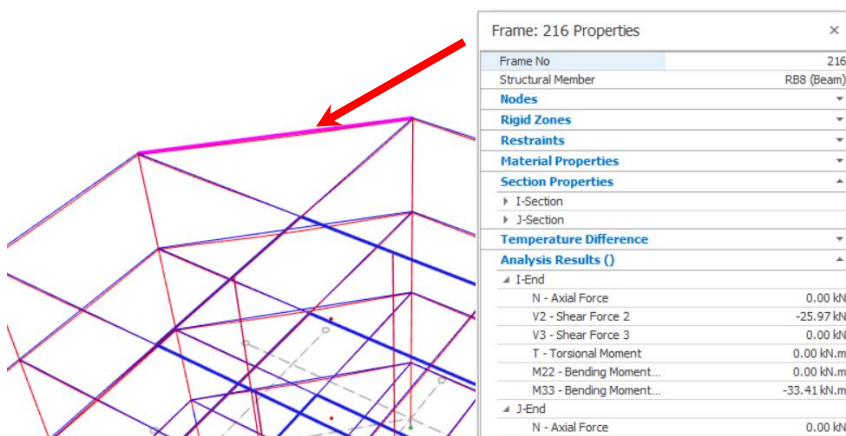 Frame: 216 Properties ×
Frame No 216
Structural Member RB8 (Beam)
Nodes
Rigid Zones
Restraints
Material Properties
Section Properties
I-Section
J-Section
Temperature Difference
Analysis Results ()
I-End
N - Axial Force 0.00 kN
V2 - Shear Force 2 -25.97 kN
V3 - Shear Force 3 0.00 kN
T - Torsional Moment 0.00 kN.m
M22 - Bending Moment... 0.00 kN.m
M33 - Bending Moment... -33.41 kN.m
J-End
N - Axial Force 0.00 kN